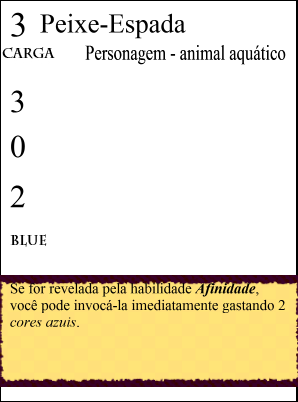 3 Peixe-Espada
CARGA Personagem - animal aquático
3
0
2
BLUE
Se for revelada pela habilidade Afinidade,
você pode invocá-la imediatamente gastando 2
cores azuis.